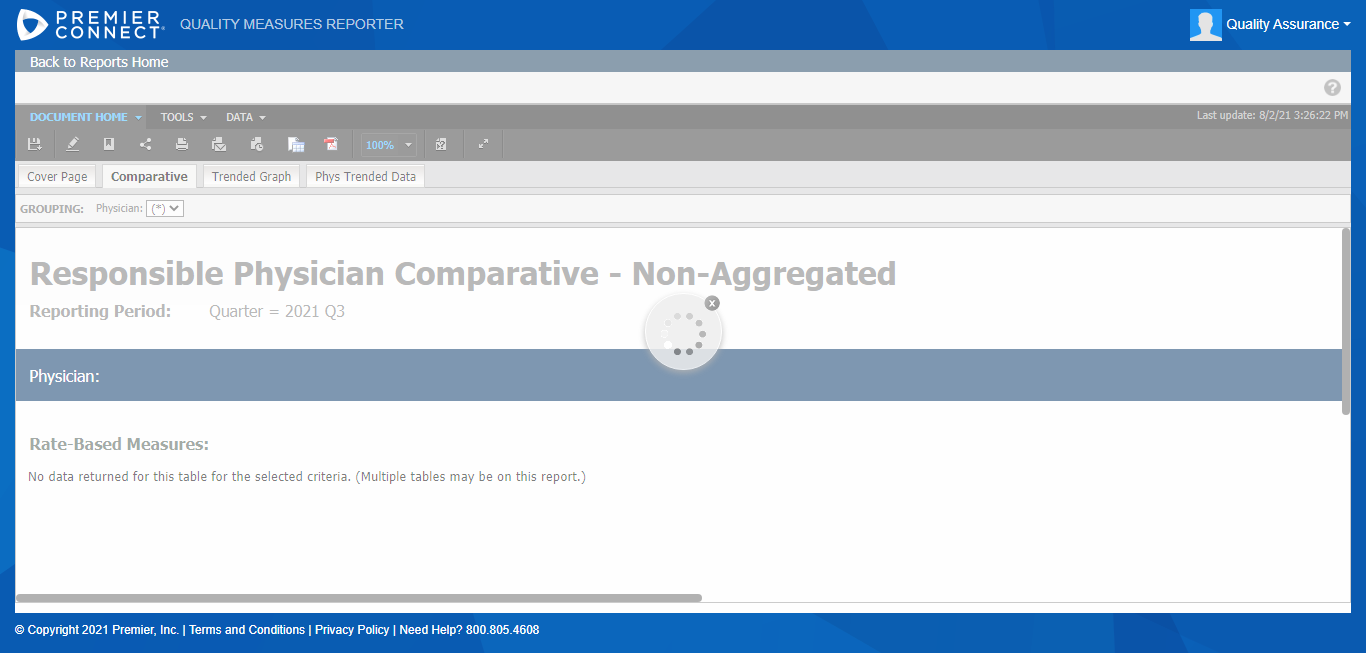 PREMIER CONNECT QUALITY MEASURES REPORTER Quality Assurance
Back to Reports Home
?
DOCUMENT HOME TOOLS DATA Last update: 8/2/21 3:26:22 PM
100%
Cover Page Comparative Trended Graph Phys Trended Data
GROUPING: Physician: (*)
Responsible Physician Comparative - Non-Aggregated
Reporting Period: Quarter = 2021 Q3
x
Physician:
Rate-Based Measures:
No data returned for this table for the selected criteria. (Multiple tables may be on this report.)
© Copyright 2021 Premier, Inc. | Terms and Conditions | Privacy Policy | Need Help? 800.805.4608